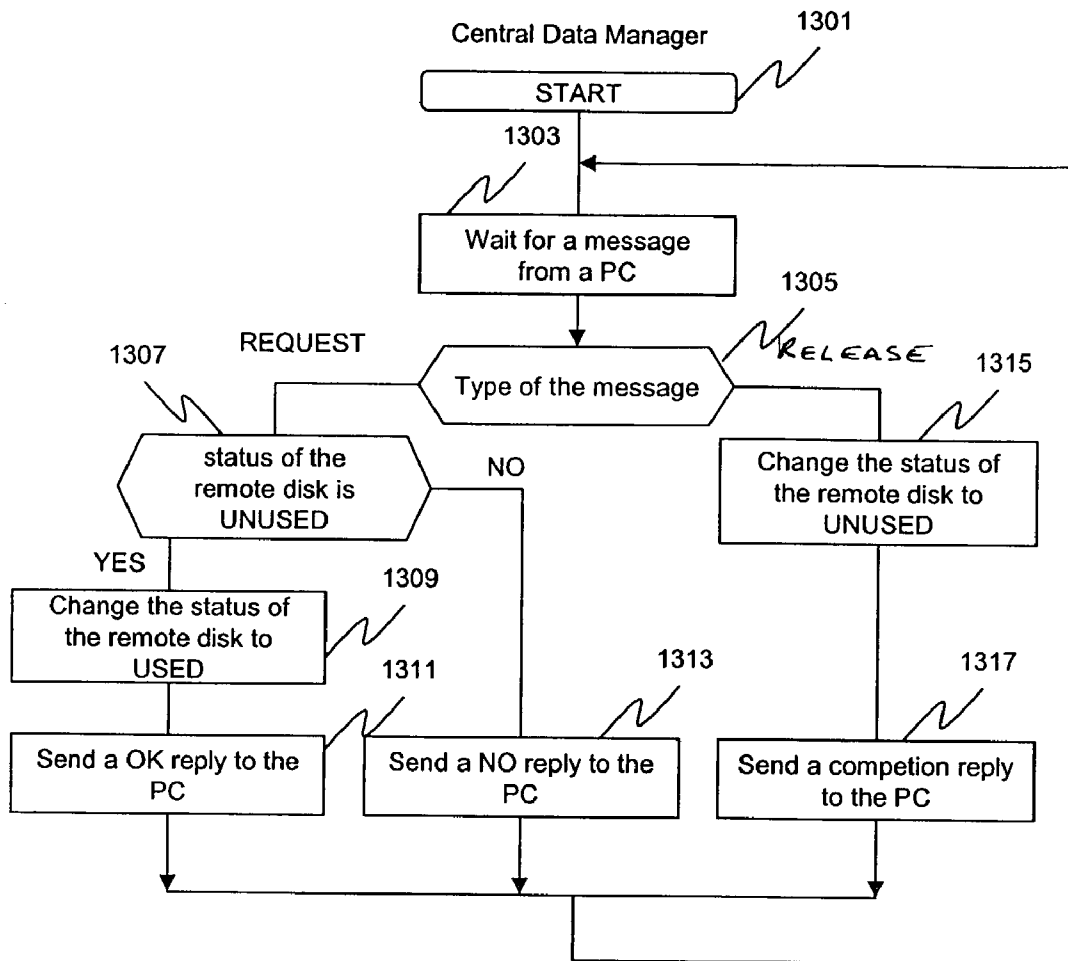 Central Data Manager
1301
START
1303
Wait for a message
from a PC
1305
REQUEST
RELEASE
1307
Type of the message
1315
status of the
remote disk is
UNUSED
NO
Change the status of
the remote disk to
UNUSED
YES
1309
Change the status of
the remote disk to
USED
1311
1313
1317
Send a OK reply to the
PC
Send a NO reply to the
PC
Send a competion reply
to the PC